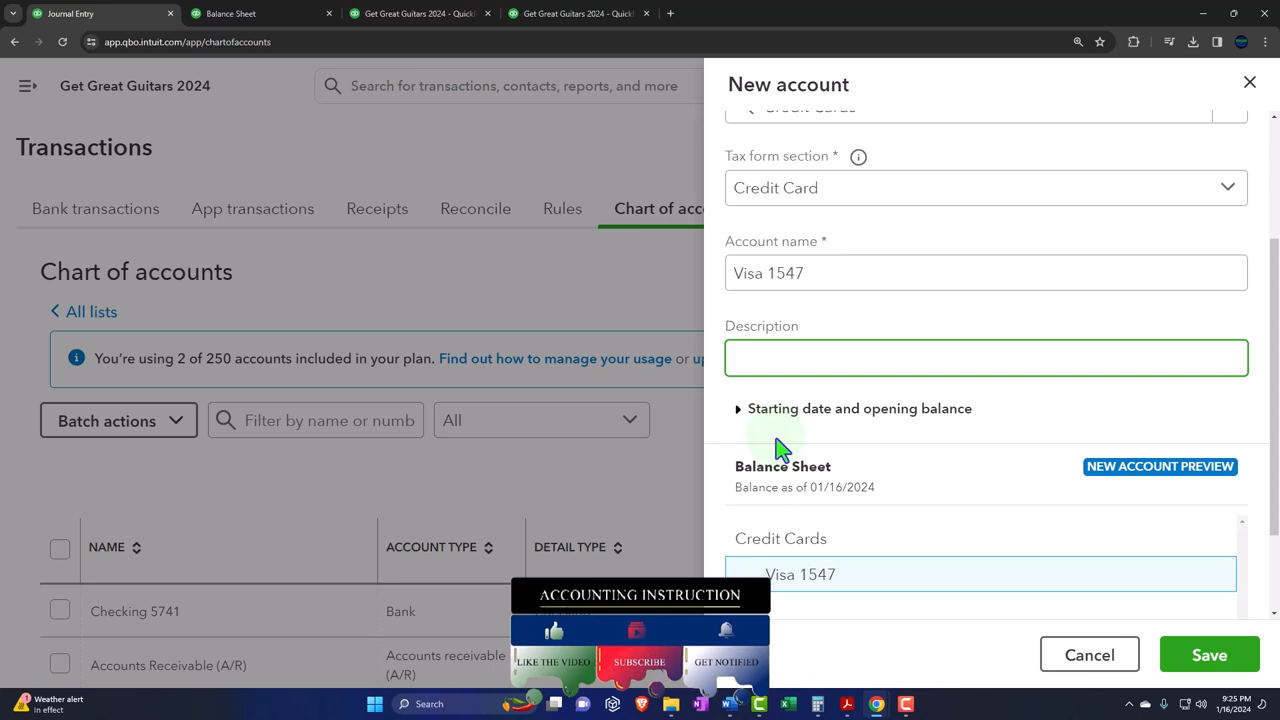 Journal Entry
Balance Sheet
Get Great Guitars 2024 - QuickB
Get Great Guitars 2024 - QuickB
app.qbo.intuit.com/app/chartofaccounts
Get Great Guitars 2024
Search for transactions, contacts, reports, and more
New account
Transactions
Credit Cards
Tax form section *
Credit Card
Bank transactions
App transactions
Receipts
Reconcile
Rules
Chart of acc
Account name *
Visa 1547
Chart of accounts
All lists
Description
You're using 2 of 250 accounts included in your plan. Find out how to manage your usage or up
Starting date and opening balance
Batch actions
Filter by name or numb
All
Balance Sheet
NEW ACCOUNT PREVIEW
Balance as of 01/16/2024
NAME
ACCOUNT TYPE
DETAIL TYPE
Credit Cards
Visa 1547
Checking 5741
Bank
ACCOUNTING INSTRUCTION
LIKE THE VIDEO
SUBSCRIBE
GET NOTIFIED
Accounts Receivable (A/R)
Accounts receivable
(A/R)
Cancel
Save
Weather alert
In effect
Search
9:25 PM
1/16/2024